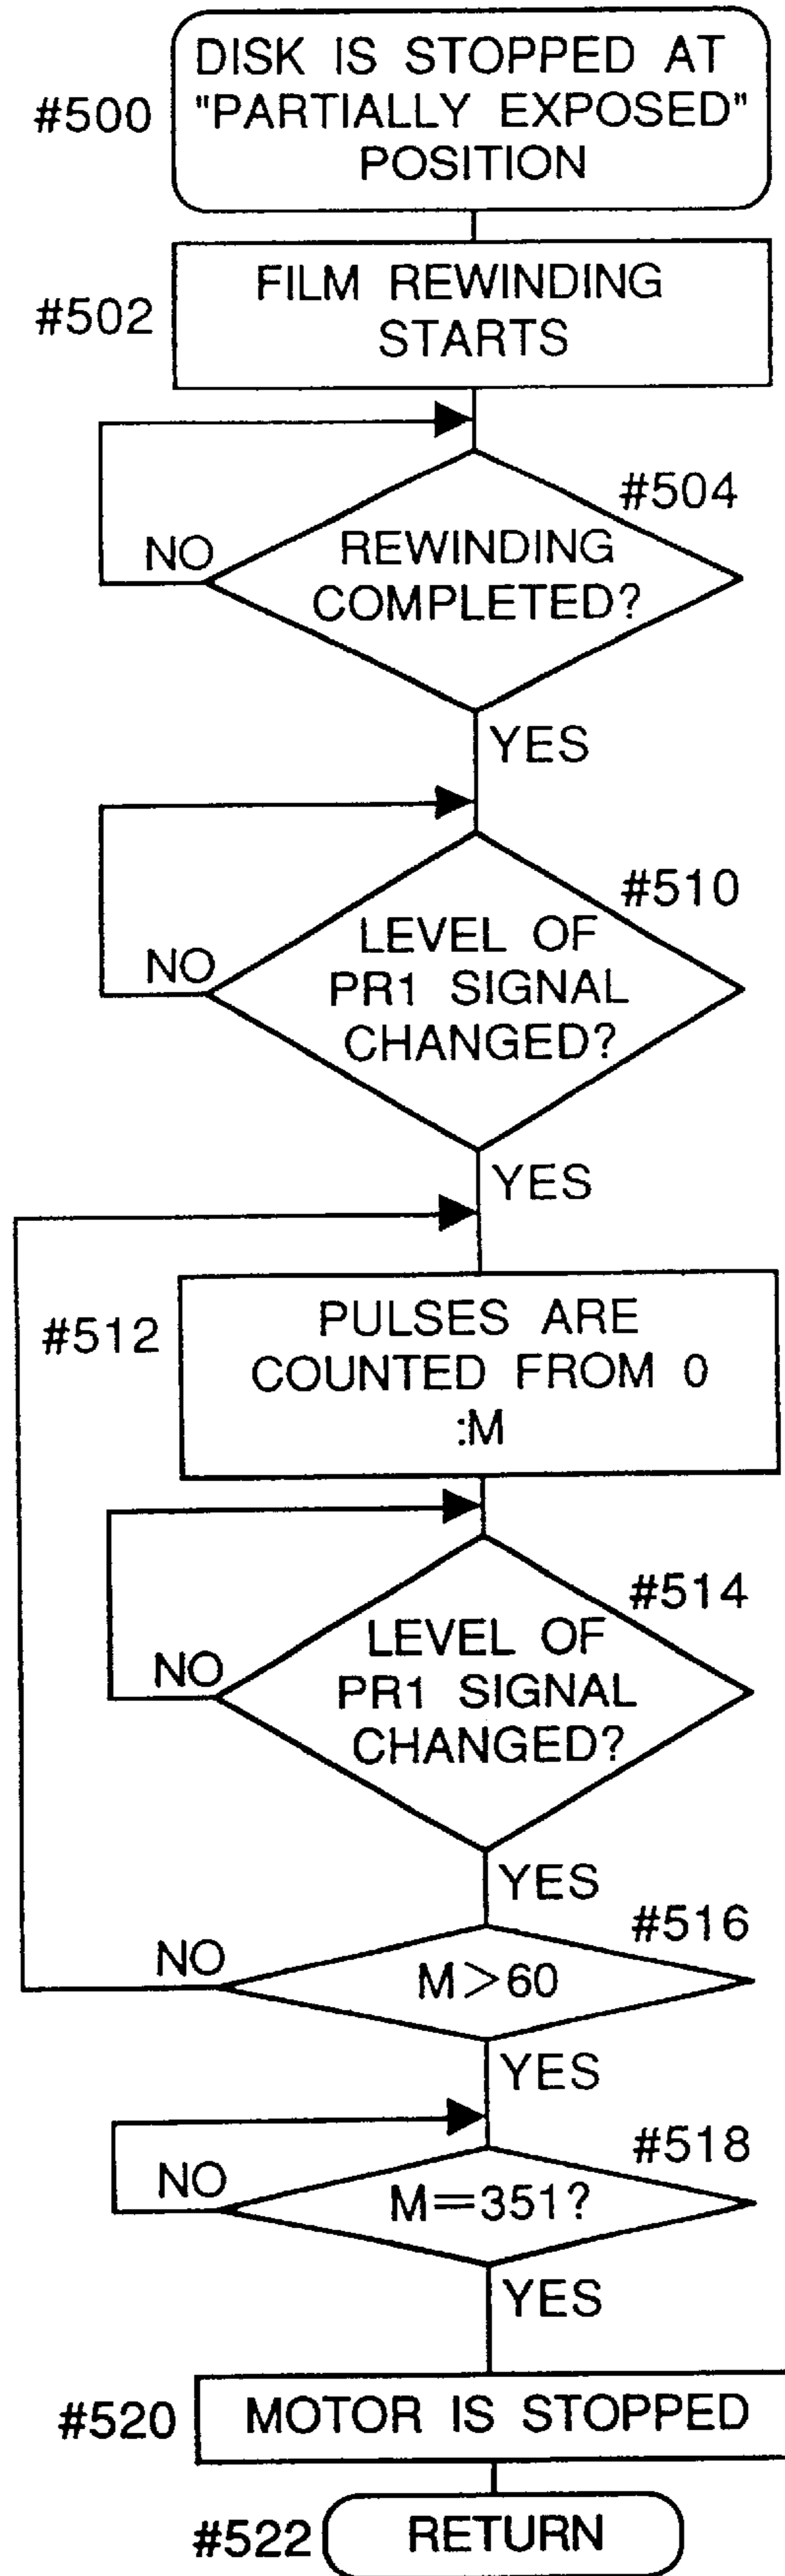 DISK IS STOPPED AT
#500
"PARTIALLY EXPOSED"
POSITION
FILM REWINDING
#502
STARTS
#504
NO
REWINDING
COMPLETED?
YES
#510
LEVEL OF
NO
PR1 SIGNAL
CHANGED?
YES
PULSES ARE
#512
COUNTED FROM 0
:M
#514
LEVEL OF
NO
PR1 SIGNAL
CHANGED?
YES
#516
NO
M>60
YES
#518
NO
M=351?
YES
#520
MOTOR IS STOPPED
#522
RETURN